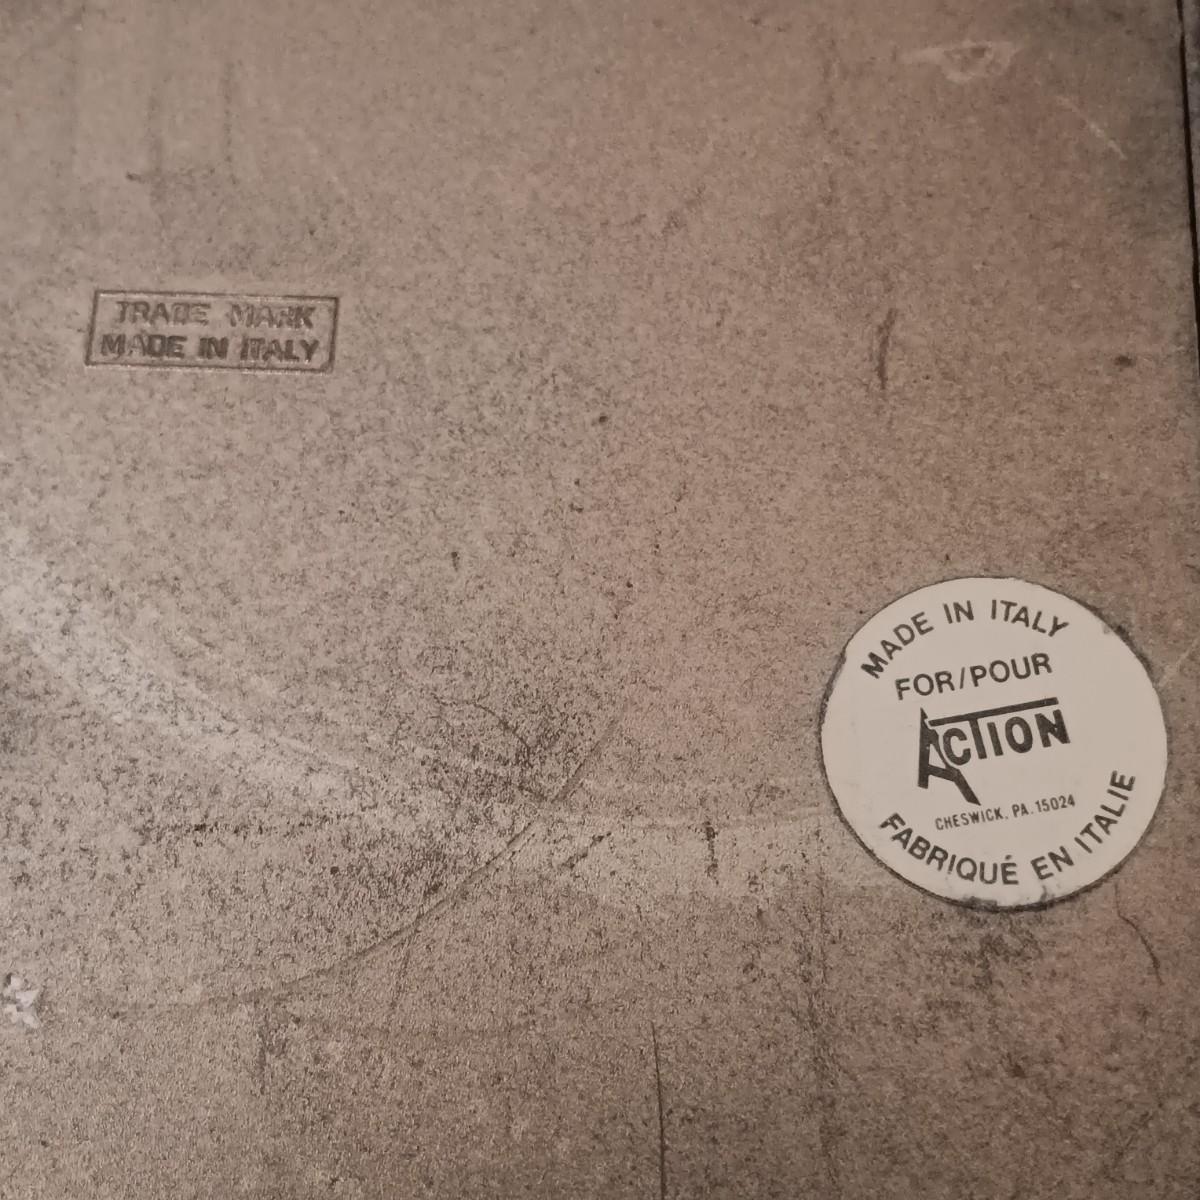 TRADE MARK
MADE IN ITALY
MADE IN ITALY
FOR/POUR
ACTION
CHESWICK, PA. 15024
FABRIQUÉ EN ITALIE